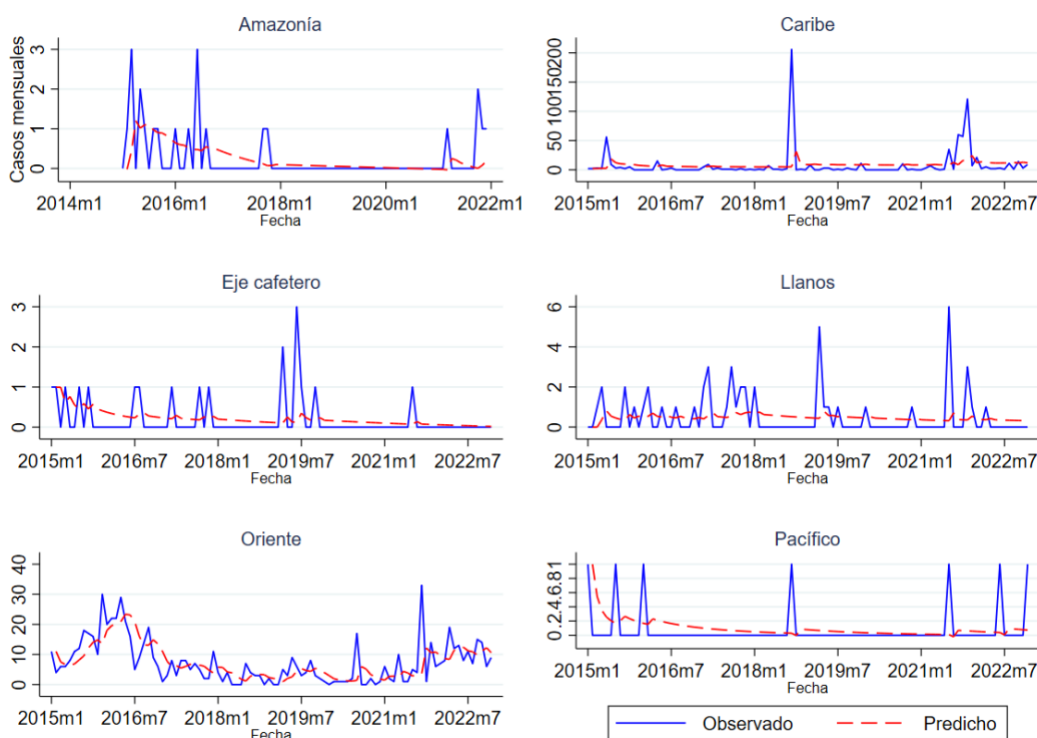 Amazonía
Casos mensuales
3
2
1
0
2014m1 2016m1 2018m1 2020m1 2022m1
Fecha
Caribe
0 50 100150200
2015m1 2016m7 2018m1 2019m7 2021m1 2022m7
Fecha
Eje cafetero
3
2
1
0
2015m1 2016m7 2018m1 2019m7 2021m1 2022m7
Fecha
Llanos
6
4
2
0
2015m1 2016m7 2018m1 2019m7 2021m1 2022m7
Fecha
Oriente
40
30
20
10
0
2015m1 2016m7 2018m1 2019m7 2021m1 2022m7
Fecha
Pacífico
0.2.4.6.81
2015m1 2016m7 2018m1 2019m7 2021m1 2022m7
Fecha
Observado Predicho